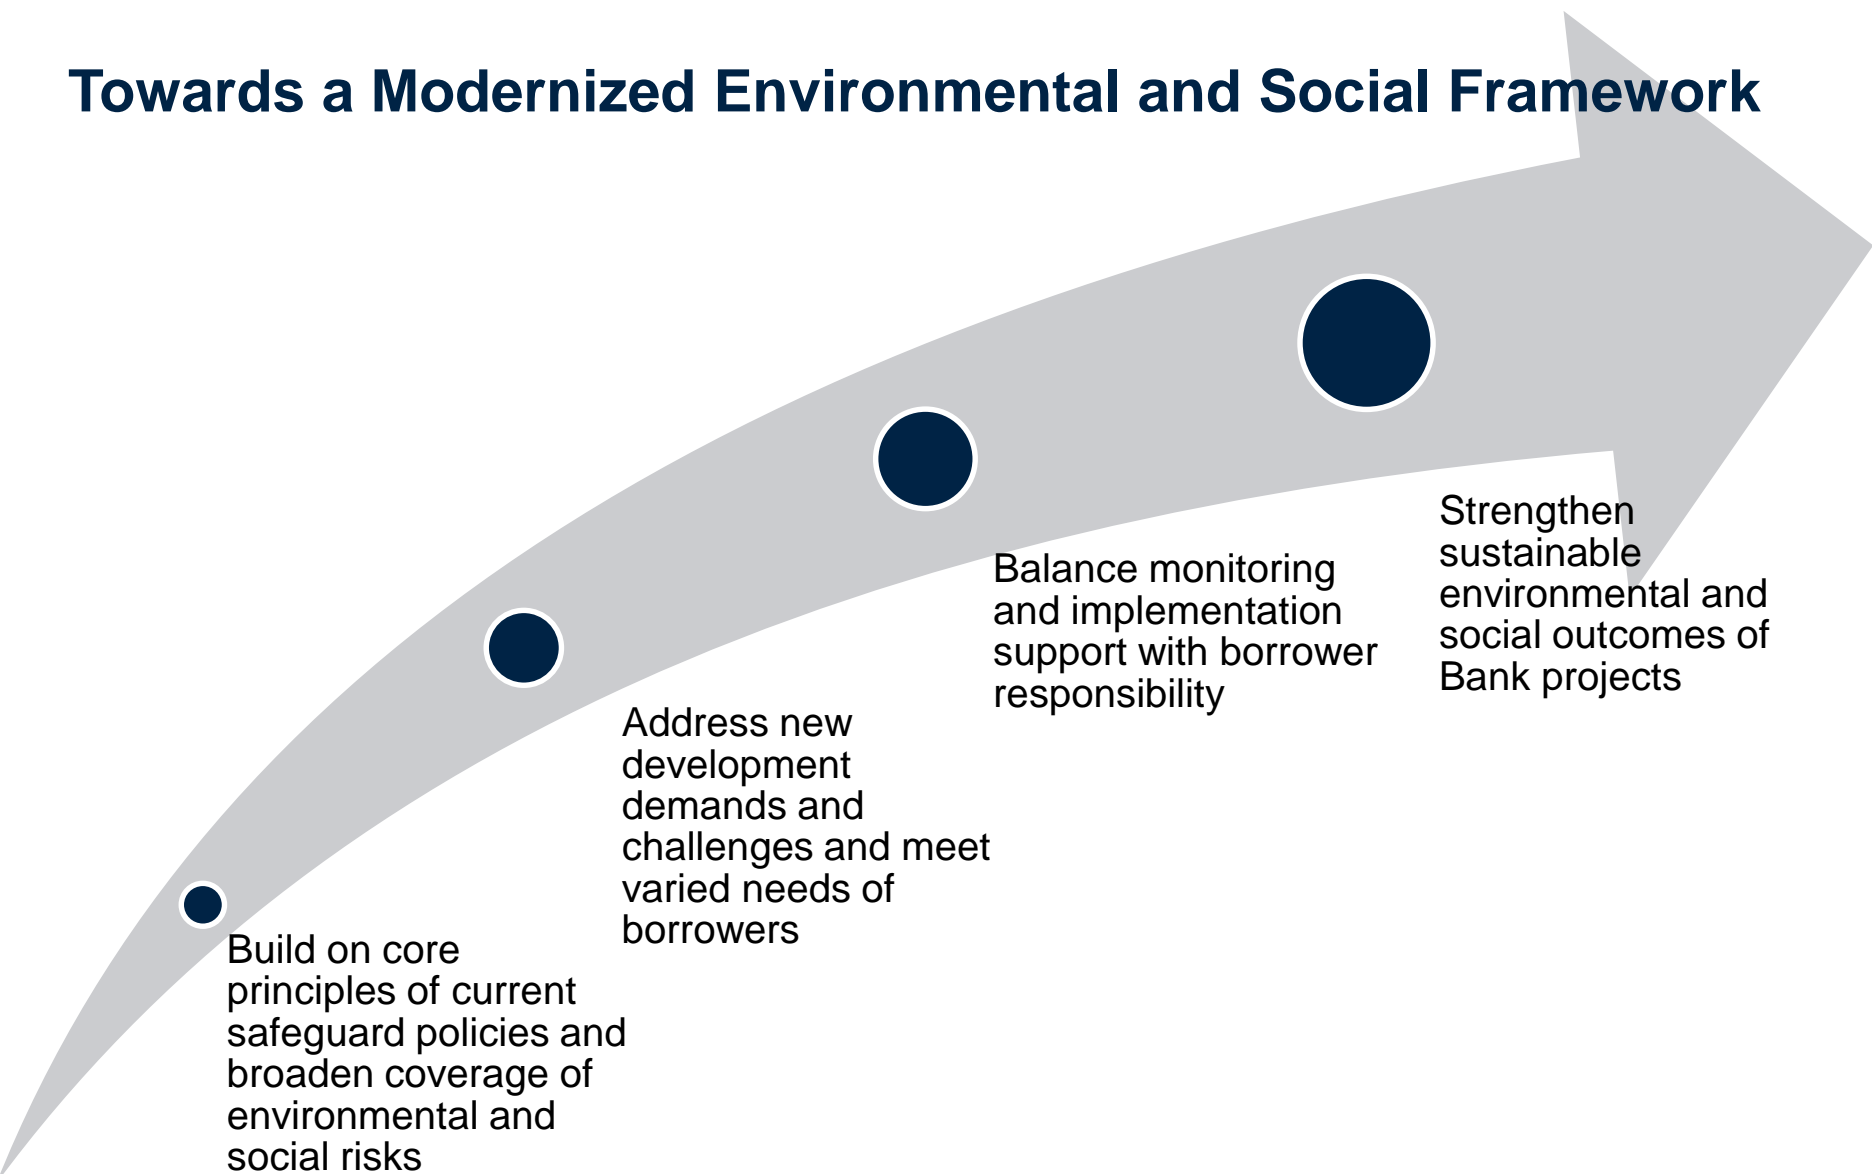 Towards a Modernized Environmental and Social Framework
Build on core
principles of current
safeguard policies and
broaden coverage of
environmental and
social risks
Address new
development
demands and
challenges and meet
varied needs of
borrowers
Balance monitoring
and implementation
support with borrower
responsibility
Strengthen
sustainable
environmental and
social outcomes of
Bank projects